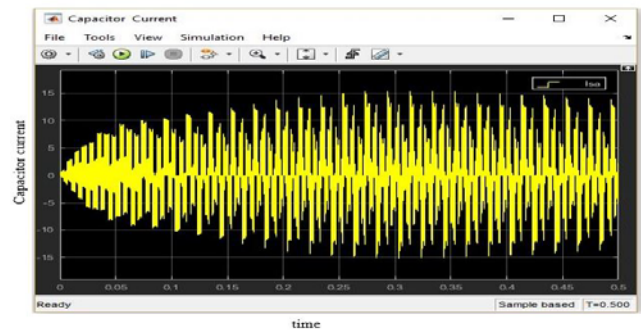 Capacitor Current
File Tools View Simulation Help
Isa
15
10
5
0
-5
-10
-15
0 0.05 0.1 0.15 0.2 0.25 0.3 0.35 0.4 0.45 0.5
Capacitor current
Ready Sample based T=0.500
time